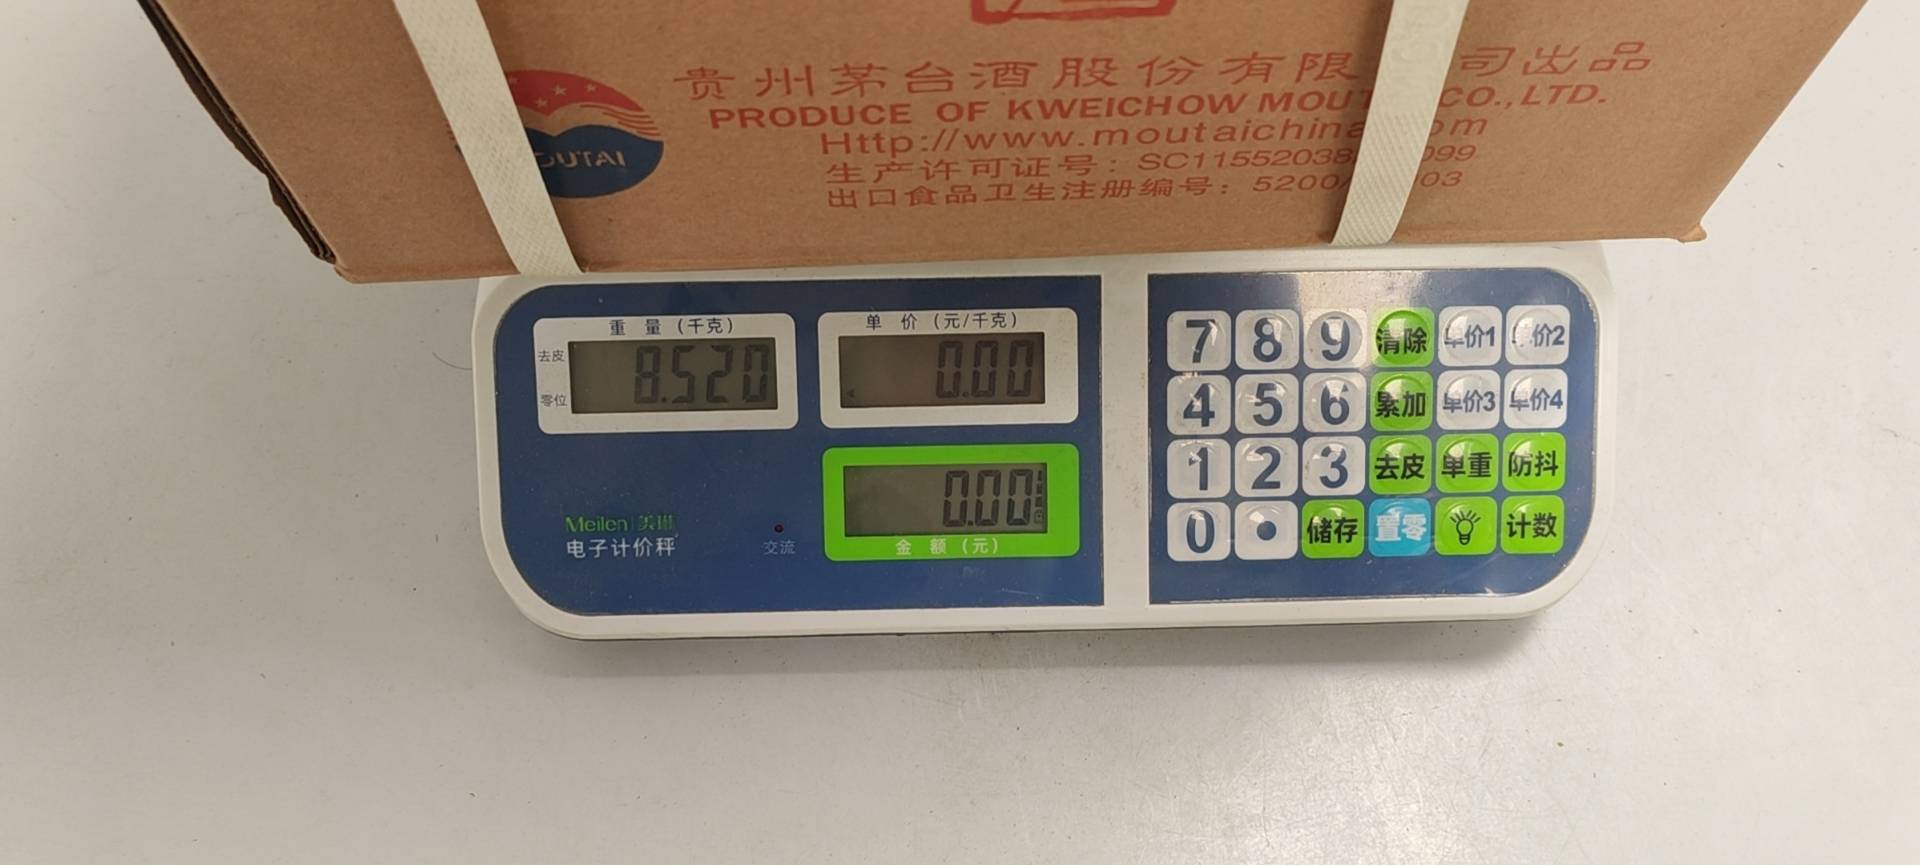 贵州茅台酒股份有限 司出品
PRODUCE OF KWEICHOW MOUT CO.,LTD.
Http://www.moutaichina om
生产许可证号：SC11552038 099
出口食品卫生注册编号：5200 03
OUTAI
重量(千克)
去皮
零位
8.520
单价(元/千克)
0.00
0.00
金额(元)
Meilen 美琳
电子计价秤
交流
7 8 9 清除 单价1 单价2
4 5 6 累加 单价3 单价4
1 2 3 去皮 单重 防抖
0 • 储存 置零 计数